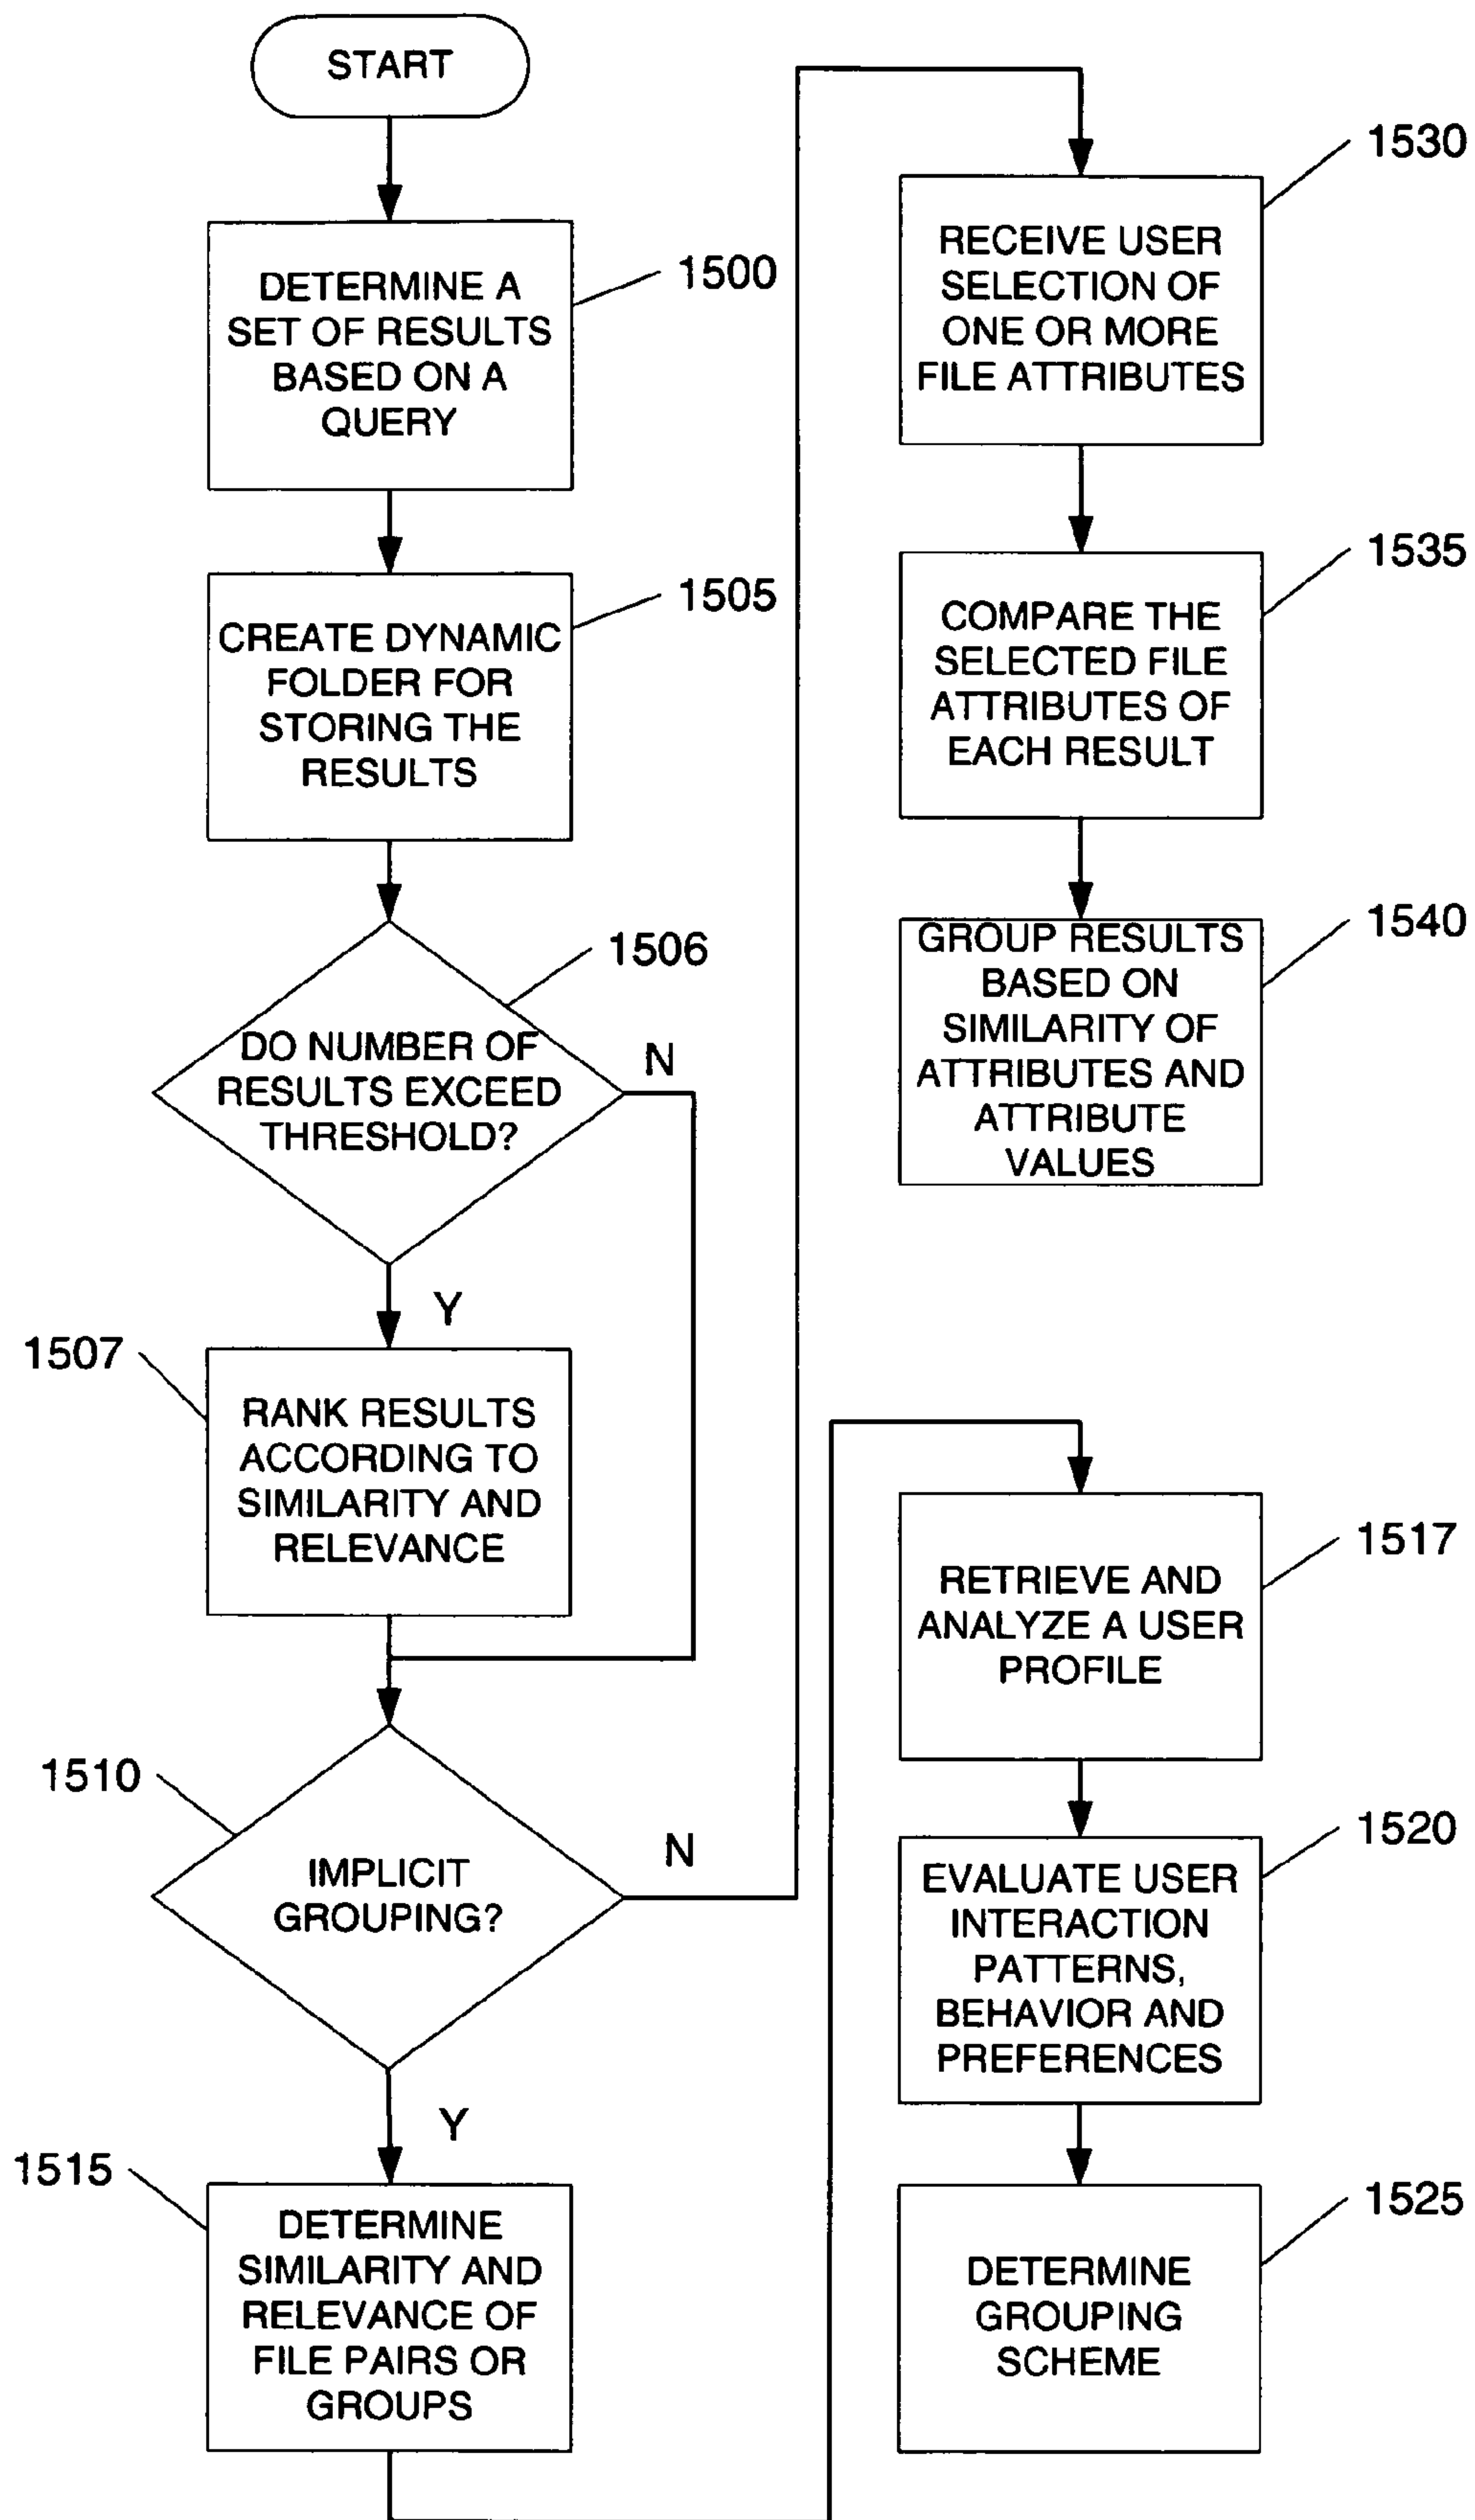 START
DETERMINE A
SET OF RESULTS
BASED ON A
QUERY
1500
CREATE DYNAMIC
FOLDER FOR
STORING THE
RESULTS
1505
1506
DO NUMBER OF
RESULTS EXCEED
THRESHOLD?
N
Y
1507
RANK RESULTS
ACCORDING TO
SIMILARITY AND
RELEVANCE
1510
IMPLICIT
GROUPING?
N
Y
1515
DETERMINE
SIMILARITY AND
RELEVANCE OF
FILE PAIRS OR
GROUPS
1530
RECEIVE USER
SELECTION OF
ONE OR MORE
FILE ATTRIBUTES
1535
COMPARE THE
SELECTED FILE
ATTRIBUTES OF
EACH RESULT
1540
GROUP RESULTS
BASED ON
SIMILARITY OF
ATTRIBUTES AND
ATTRIBUTE
VALUES
1517
RETRIEVE AND
ANALYZE A USER
PROFILE
1520
EVALUATE USER
INTERACTION
PATTERNS,
BEHAVIOR AND
PREFERENCES
1525
DETERMINE
GROUPING
SCHEME